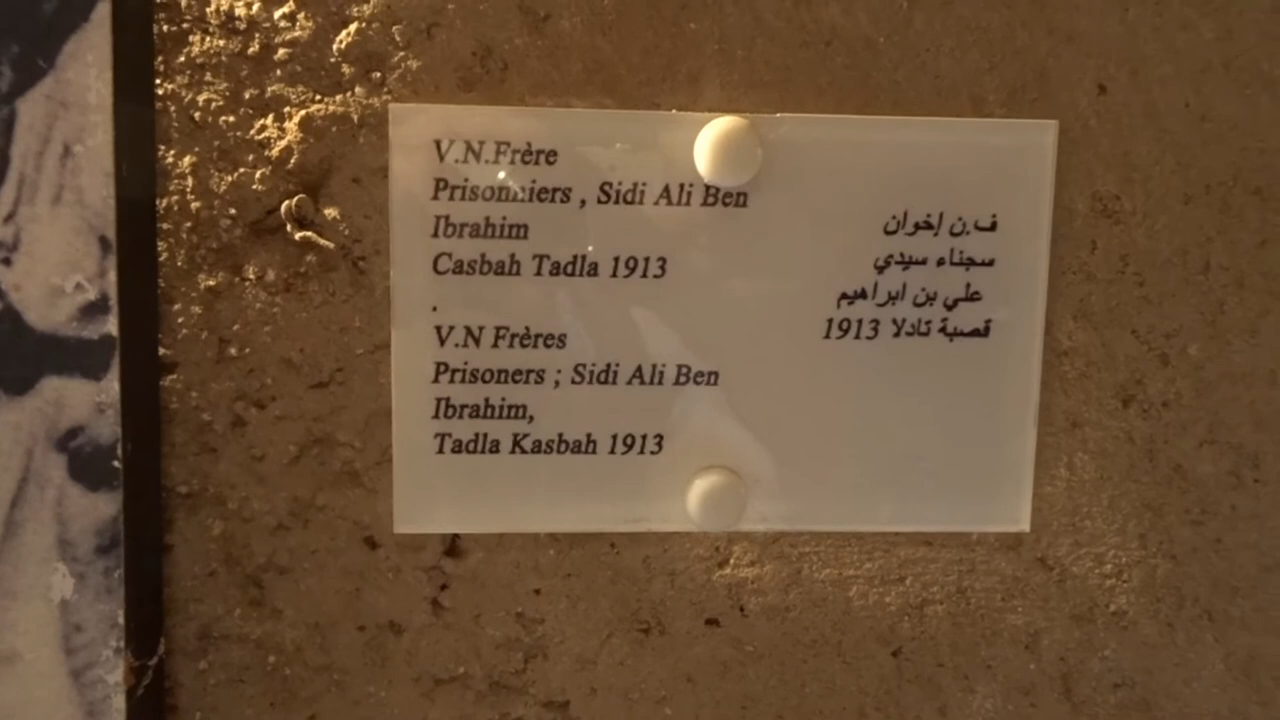 V.N.Frère
Prisonniers , Sidi Ali Ben
Ibrahim
Casbah Tadla 1913
.
V.N Frères
Prisoners ; Sidi Ali Ben
Ibrahim,
Tadla Kasbah 1913
ف.ن إخوان
سجناء سيدي
علي بن ابراهيم
قصبة تادلا 1913